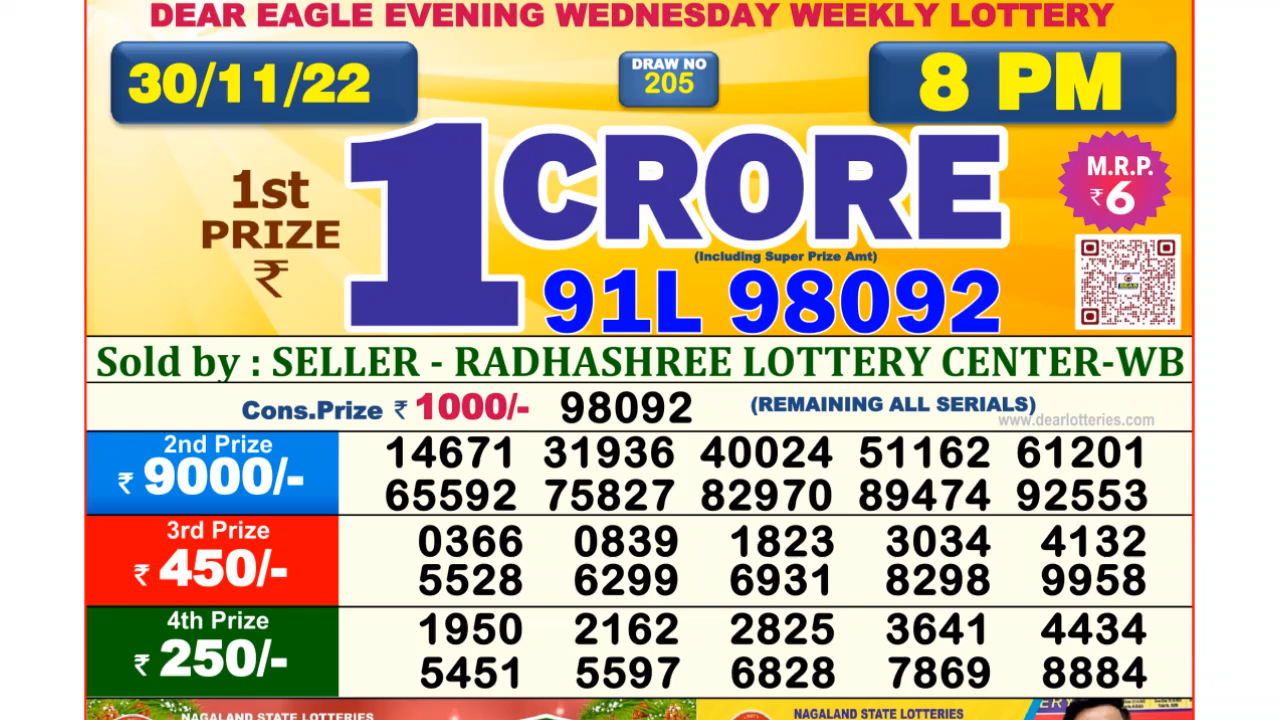 DEAR EAGLE EVENING WEDNESDAY WEEKLY LOTTERY
30/11/22
DRAW NO
205
8 PM
1st
PRIZE
₹
1 CRORE
M.R.P.
₹ 6
(Including Super Prize Amt)
91L 98092
Sold by : SELLER - RADHASHREE LOTTERY CENTER-WB
Cons.Prize ₹ 1000/- 98092 (REMAINING ALL SERIALS)
www.dearlotteries.com
2nd Prize
₹ 9000/-
14671 31936 40024 51162 61201
65592 75827 82970 89474 92553
3rd Prize
₹ 450/-
0366 0839 1823 3034 4132
5528 6299 6931 8298 9958
4th Prize
₹ 250/-
1950 2162 2825 3641 4434
5451 5597 6828 7869 8884
NAGALAND STATE LOTTERIES
NAGALAND STATE LOTTERIES